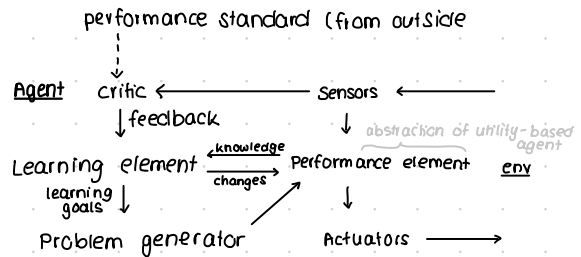 performance standard (from outside
Agent critic sensors
feedback
abstraction of utility-based
agent
knowledge
Learning element Performance element env
changes
learning
goals
Problem generator Actuators